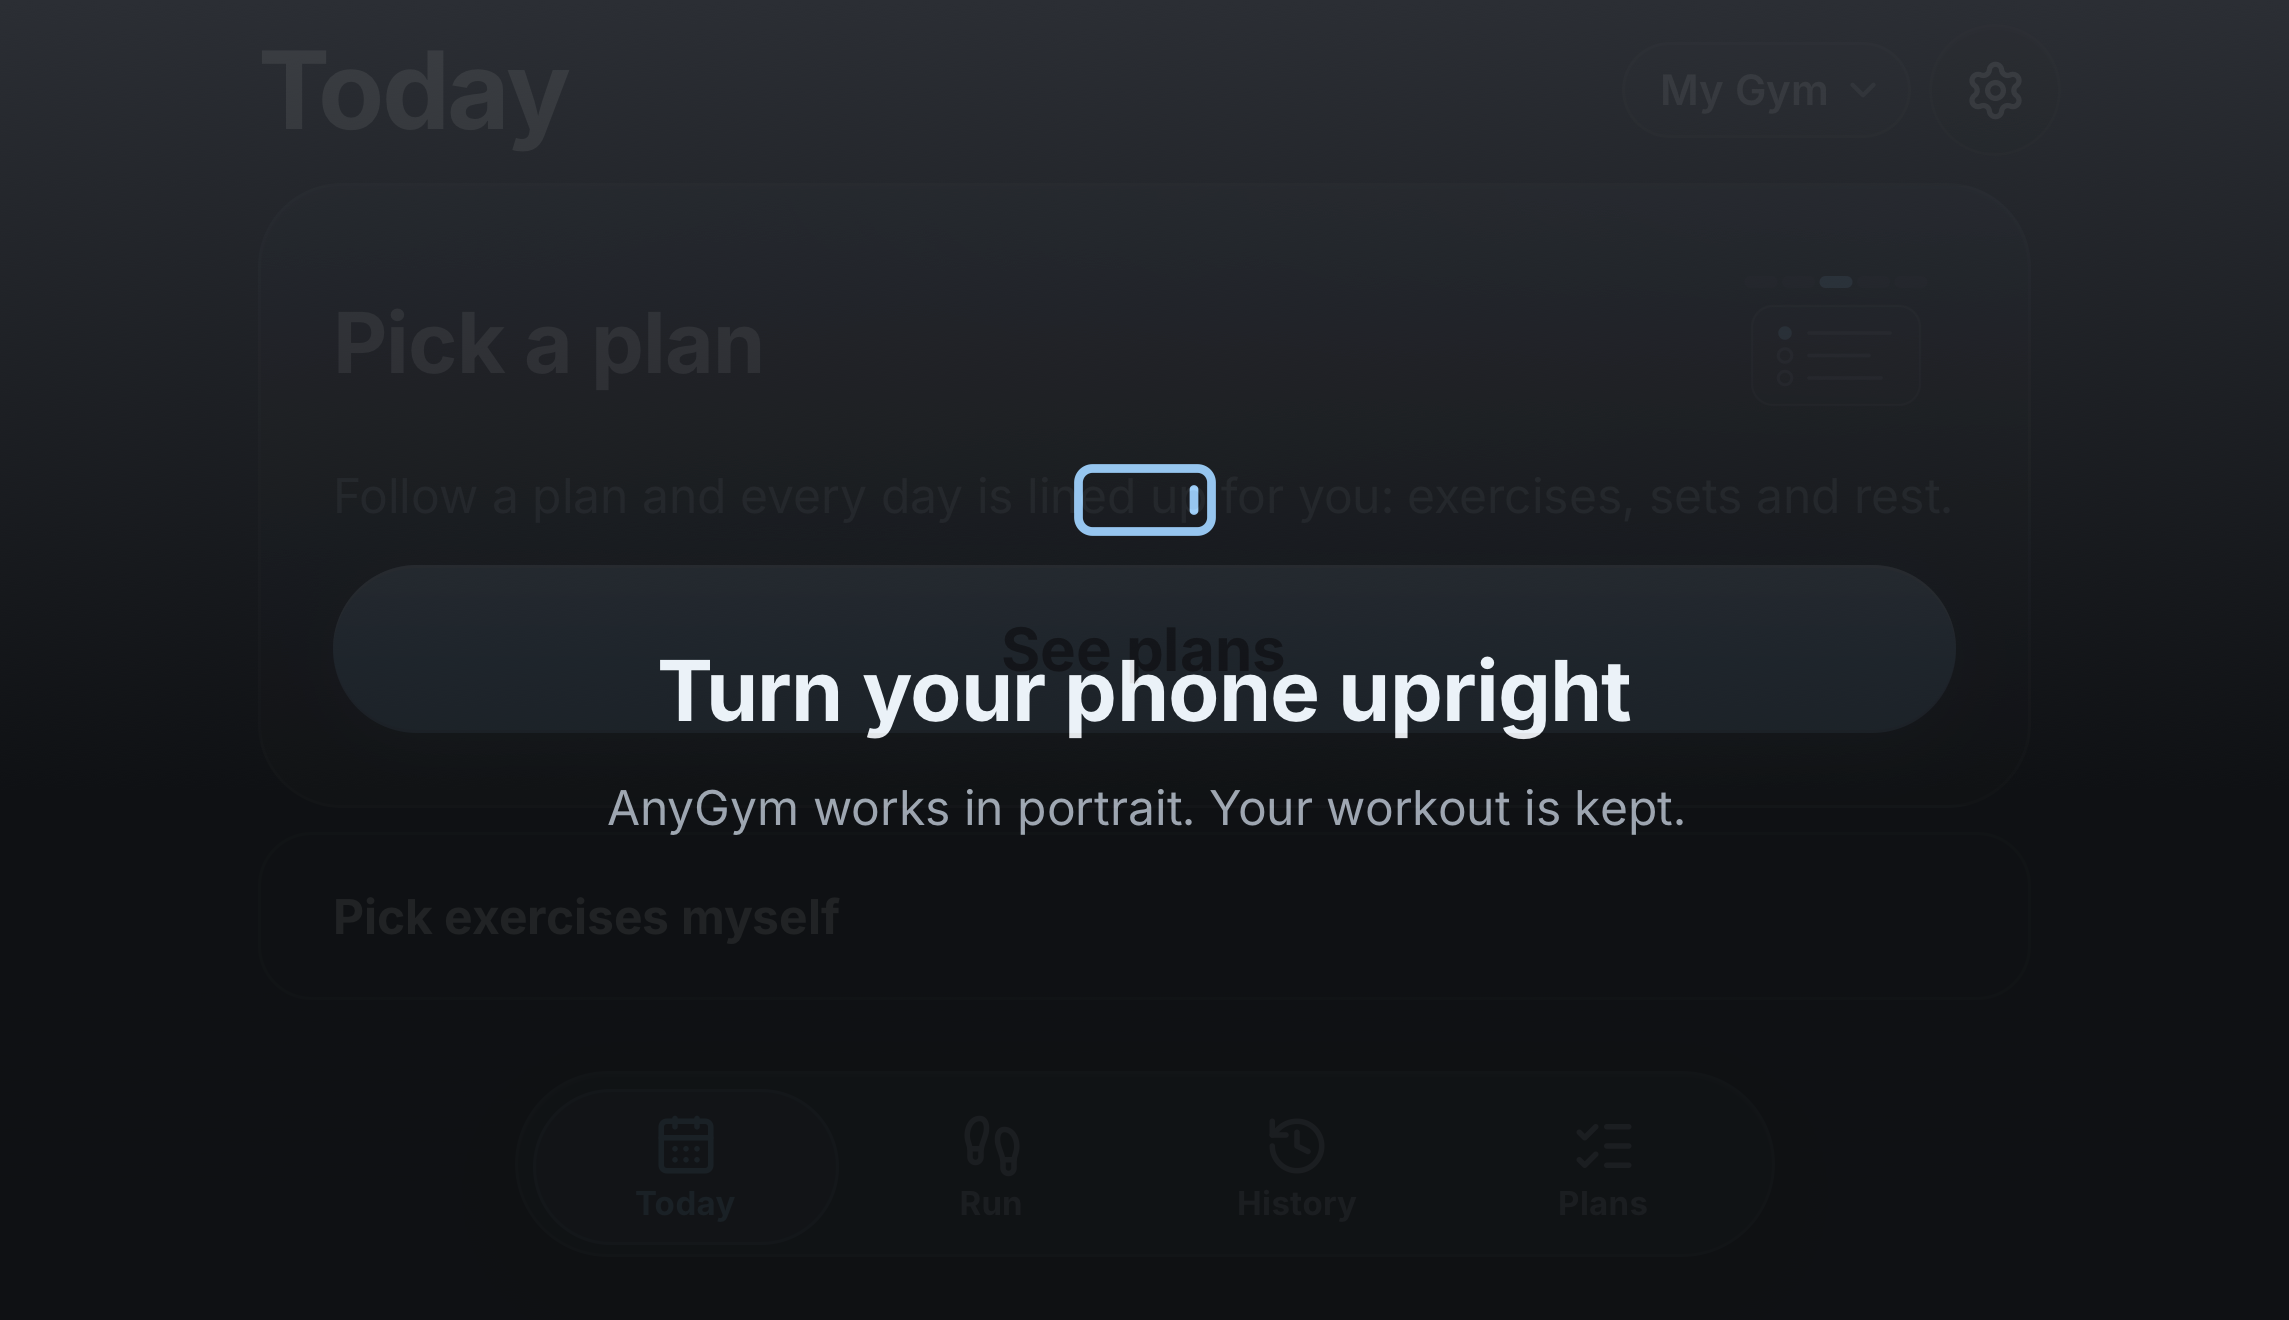 Today
My Gym
Pick a plan
Follow a plan and every day is lined up for you: exercises, sets and rest.
See plans
Turn your phone upright
AnyGym works in portrait. Your workout is kept.
Pick exercises myself
Today
Run
History
Plans